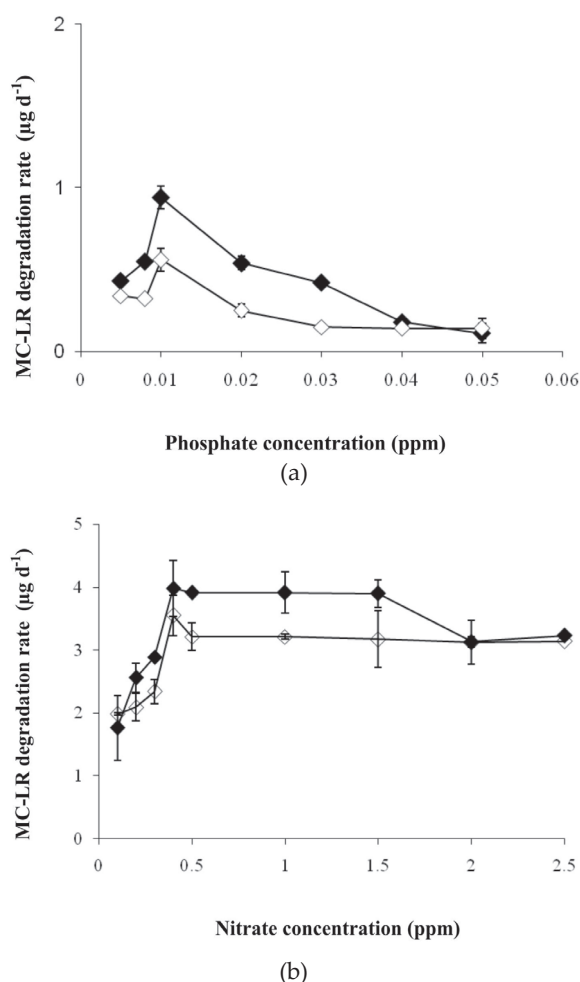 2
MC-LR degradation rate (µg d-1)
1
0
0 0.01 0.02 0.03 0.04 0.05 0.06
Phosphate concentration (ppm)
(a)
5
4
MC-LR degradation rate (µg d-1)
3
2
1
0
0 0.5 1 1.5 2 2.5
Nitrate concentration (ppm)
(b)